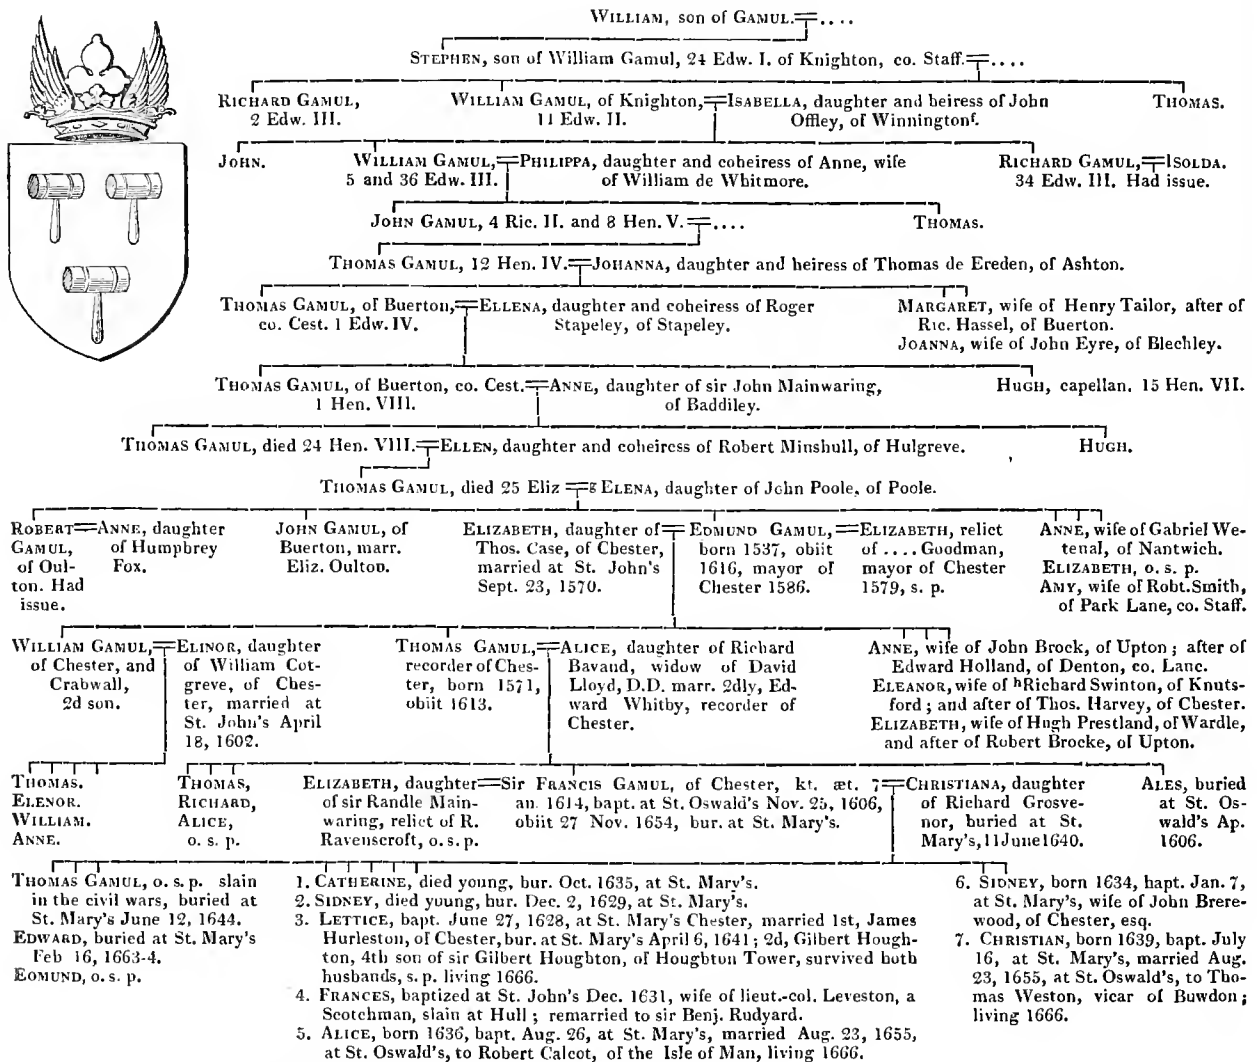 WILLIAM, son of GAMUL.=....
STEPHEN, son of William Gamul, 24 Edw. I. of Knighton, co. Staff.=....
RICHARD GAMUL,
2 Edw. III.
WILLIAM GAMUL, of Knighton,=ISABELLA, daughter and heiress of John
11 Edw. II.
Offley, of Winningtonf.
THOMAS.
JOHN.
WILLIAM GAMUL,=PHILIPPA, daughter and coheiress of Anne, wife
5 and 36 Edw. III.
of William de Whitmore.
RICHARD GAMUL,=ISOLDA.
34 Edw. III. Had issue.
JOHN GAMUL, 4 Ric. II. and 8 Hen. V.=....
THOMAS.
THOMAS GAMUL, 12 Hen. IV.=JOHANNA, daughter and heiress of Thomas de Ereden, of Ashton.
THOMAS GAMUL, of Buerton,=ELLENA, daughter and coheiress of Roger
co. Cest. 1 Edw. IV.
Stapeley, of Stapeley.
MARGARET, wife of Henry Tailor, after of
Ric. Hassel, of Buerton.
JOANNA, wife of John Eyre, of Blechley.
THOMAS GAMUL, of Buerton, co. Cest.=ANNE, daughter of sir John Mainwaring,
1 Hen. VIII.
of Baddiley.
HUGH, capellan. 15 Hen. VII.
THOMAS GAMUL, died 24 Hen. VIII.=ELLEN, daughter and coheiress of Robert Minshull, of Hulgreve.
HUGH.
THOMAS GAMUL, died 25 Eliz =g ELENA, daughter of John Poole, of Poole.
ROBERT=ANNE, daughter
GAMUL,
of Humphrey
of Oul-
Fox.
ton. Had
issue.
JOHN GAMUL, of
Buerton, marr.
Eliz. Oulton.
ELIZABETH, daughter of=
Thos. Case, of Chester,
married at St. John's
Sept. 23, 1570.
EDMUND GAMUL,=
born 1537, obiit
1616, mayor of
Chester 1586.
ELIZABETH, relict
of .... Goodman,
mayor of Chester
1579, s. p.
ANNE, wife of Gabriel We-
tenal, of Nantwich.
ELIZABETH, o. s. p.
AMY, wife of Robt. Smith,
of Park Lane, co. Staff.
WILLIAM GAMUL,=
of Chester, and
Crabwall,
2d son.
ELINOR, daughter
of William Cot-
greve, of Ches-
ter, married at
St. John's April
18, 1602.
THOMAS GAMUL,=
recorder of Ches-
ter, born 1571,
obiit 1613.
ALICE, daughter of Richard
Bavand, widow of David
Lloyd, D.D. marr. 2dly, Ed-
ward Whitby, recorder of
Chester.
ANNE, wife of John Brock, of Upton; after of
Edward Holland, of Denton, co. Lanc.
ELEANOR, wife of hRichard Swinton, of Knuts-
ford; and after of Thos. Harvey, of Chester.
ELIZABETH, wife of Hugh Prestland, of Wardle,
and after of Robert Brocke, of Upton.
THOMAS.
ELENOR.
WILLIAM.
ANNE.
THOMAS,
RICHARD,
ALICE,
o. s. p.
ELIZABETH, daughter=
of sir Randle Main-
waring, relict of R.
Ravenscroft, o. s. p.
Sir FRANCIS GAMUL, of Chester, kt. æt. 7=
an. 1614, bapt. at St. Oswald's Nov. 25, 1606,
obiit 27 Nov. 1654, bur. at St. Mary's.
CHRISTIANA, daughter
of Richard Grosve-
nor, buried at St.
Mary's, 11 June 1640.
ALES, buried
at St. Os-
wald's Ap.
1606.
THOMAS GAMUL, o. s. p. slain
in the civil wars, buried at
St. Mary's June 12, 1644.
EDWARD, buried at St. Mary's
Feb 16, 1663-4.
EDMUND, o. s. p.
1. CATHERINE, died young, bur. Oct. 1635, at St. Mary's.
2. SIDNEY, died young, bur. Dec. 2, 1629, at St. Mary's.
3. LETTICE, bapt. June 27, 1628, at St. Mary's Chester, married 1st, James
Hurleston, of Chester, bur. at St. Mary's April 6, 1641; 2d, Gilbert Hough-
ton, 4th son of sir Gilbert Houghton, of Houghton Tower, survived both
husbands, s. p. living 1666.
4. FRANCES, baptized at St. John's Dec. 1631, wife of lieut.-col. Leveston, a
Scotchman, slain at Hull; remarried to sir Benj. Rudyard.
5. ALICE, born 1636, bapt. Aug. 26, at St. Mary's, married Aug. 23, 1655,
at St. Oswald's, to Robert Calcot, of the Isle of Man, living 1666.
6. SIDNEY, born 1634, bapt. Jan. 7,
at St. Mary's, wife of John Brere-
wood, of Chester, esq.
7. CHRISTIAN, born 1639, bapt. July
16, at St. Mary's, married Aug.
23, 1655, at St. Oswald's, to Tho-
mas Weston, vicar of Buwdon;
living 1666.